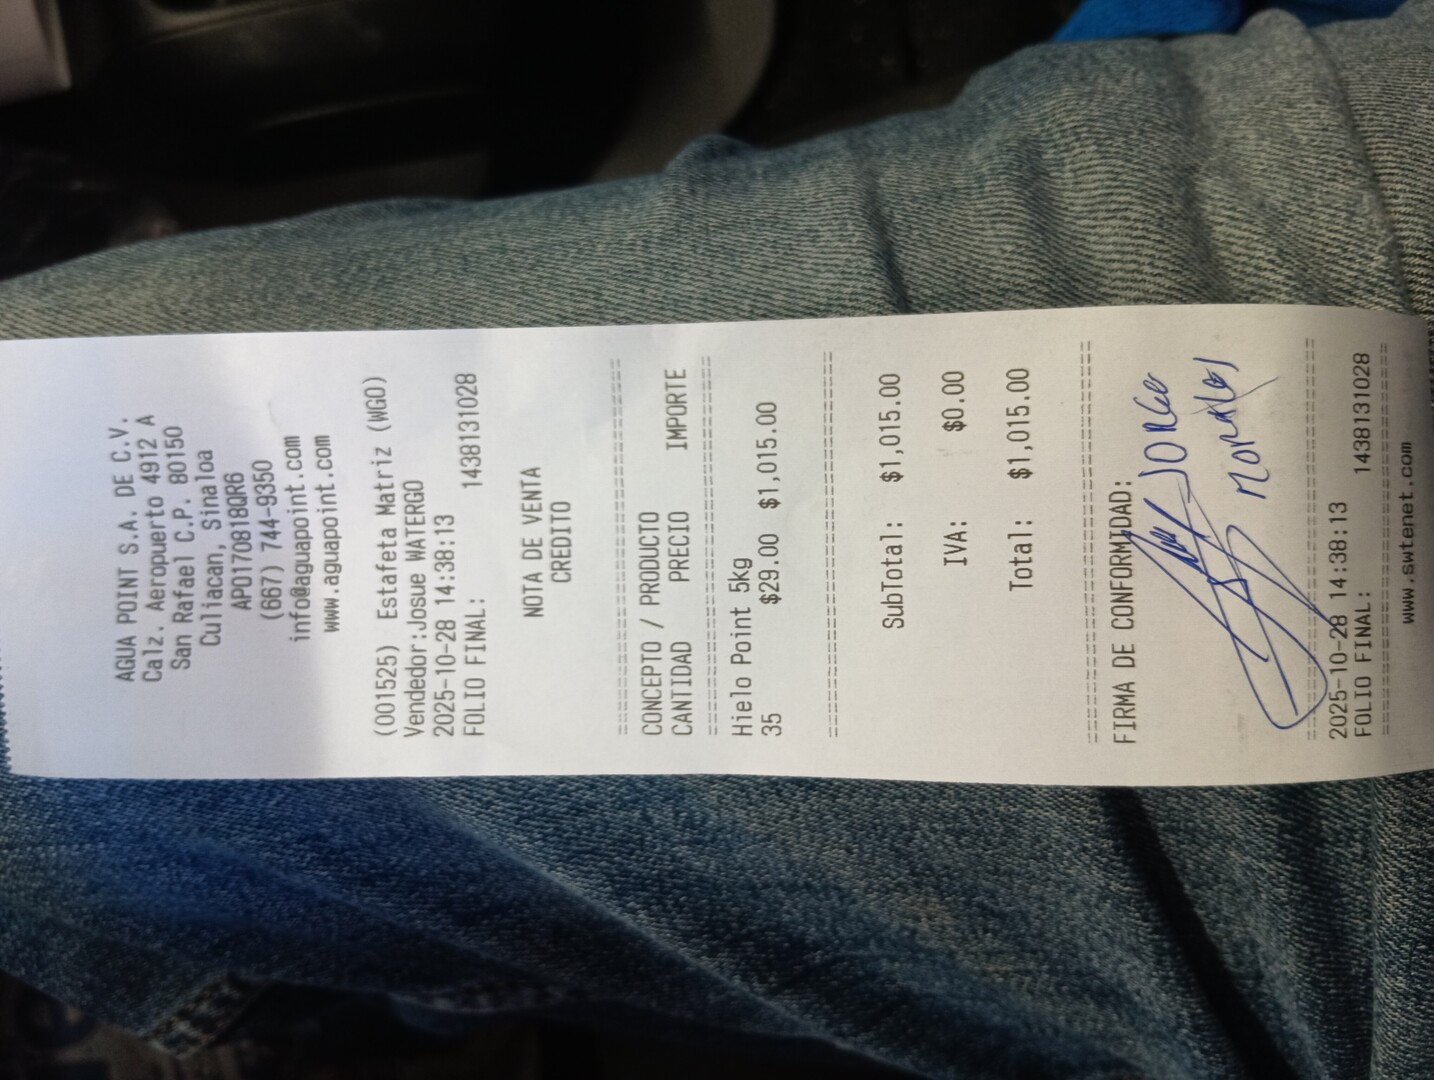 AGUA POINT S.A. DE C.V.
Calz. Aeropuerto 4912 A
San Rafael C.P. 80150
Culiacan, Sinaloa
APO170818QR6
(667) 744-9350
info@aguapoint.com
www.aguapoint.com
(001525) Estafeta Matriz (WGO)
Vendedor:Josue WATERGO
2025-10-28 14:38:13
FOLIO FINAL: 1438131028
NOTA DE VENTA
CREDITO
CONCEPTO / PRODUCTO
CANTIDAD PRECIO IMPORTE
Hielo Point 5kg
35 $29.00 $1,015.00
SubTotal: $1,015.00
IVA: $0.00
Total: $1,015.00
FIRMA DE CONFORMIDAD:
JORGE
Morales
2025-10-28 14:38:13
FOLIO FINAL: 1438131028
www.swtenet.com